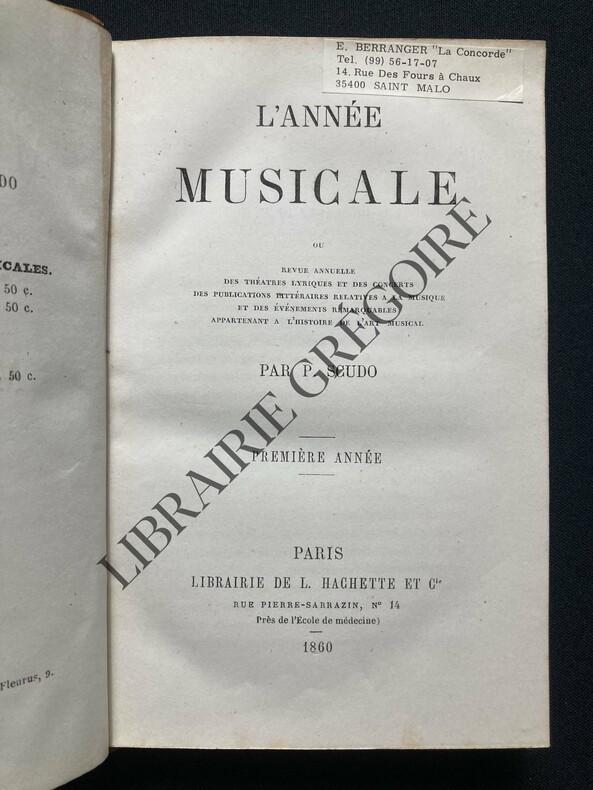 DO
ICALES.
50 c.
50 c.
50 c.
Fleurus, 9.
E. BERRANGER "La Concorde"
Tel. (99) 56-17-07
14. Rue Des Fours à Chaux
35400 SAINT MALO
L'ANNÉE
MUSICALE
OU
REVUE ANNUELLE
DES THÉATRES LYRIQUES ET DES CONCERTS
DES PUBLICATIONS LITTÉRAIRES RELATIVES A LA MUSIQUE
ET DES ÉVÉNEMENTS REMARQUABLES
APPARTENANT A L'HISTOIRE DE L'ART MUSICAL
PAR P. SCUDO
PREMIÈRE ANNÉE
PARIS
LIBRAIRIE DE L. HACHETTE ET Cie
RUE PIERRE-SARRAZIN, N° 14
Près de l'École de médecine)
1860
LIBRAIRIE GRÉGOIRE